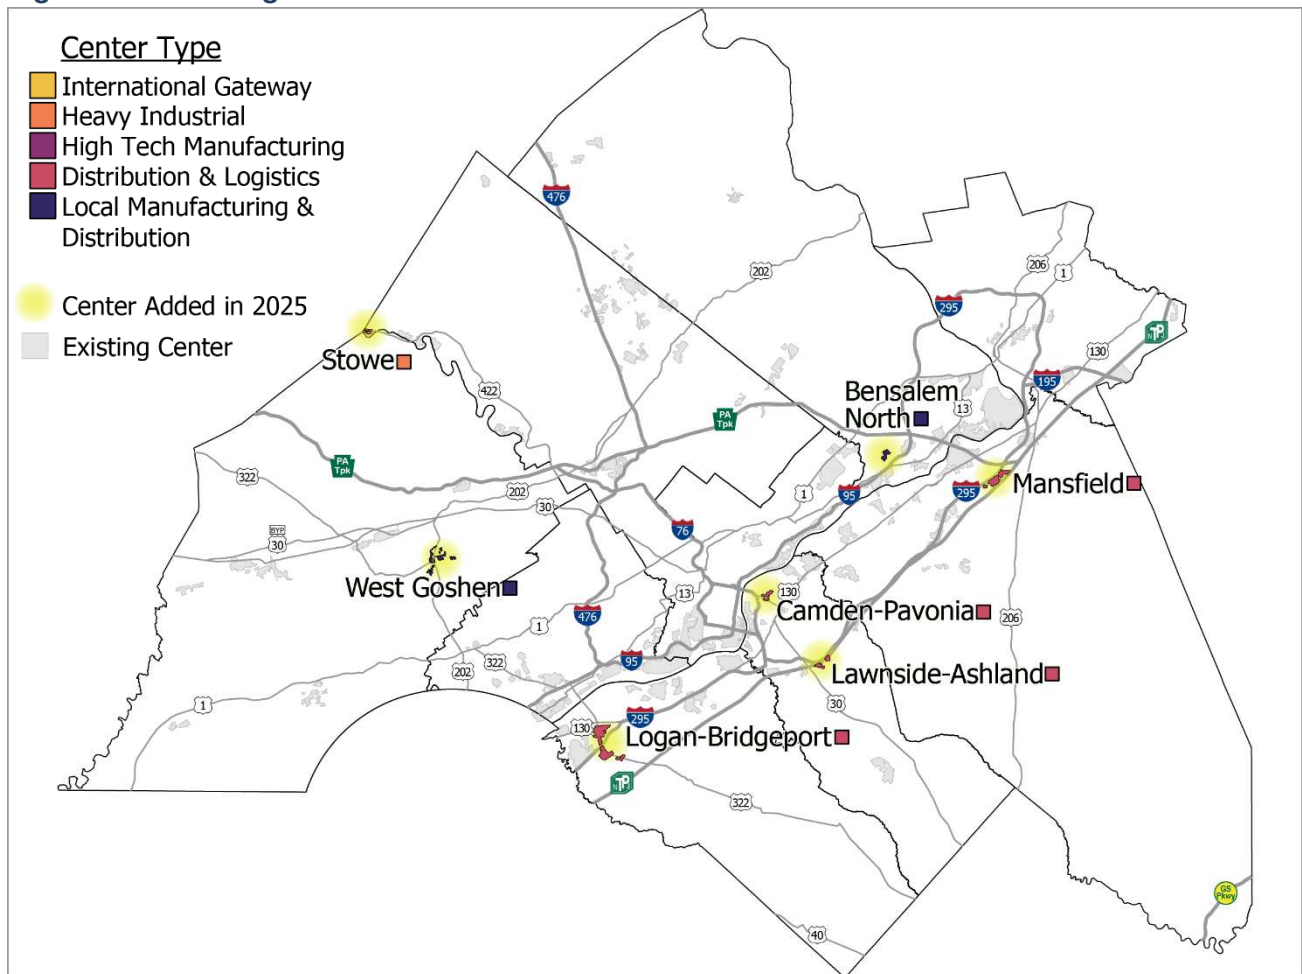 Center Type
International Gateway
Heavy Industrial
High Tech Manufacturing
Distribution & Logistics
Local Manufacturing &
Distribution
Center Added in 2025
Existing Center
476
202
206
1
295
130
TP
195
Stowe
422
Bensalem
North
13
PA
Tpk
PA
Tpk
322
202
30
1
95
295
Mansfield
BYP
30
76
West Goshen
13
130
Camden-Pavonia
206
476
1
95
322
202
Lawnside-Ashland
1
30
130
295
Logan-Bridgeport
TP
322
GS
Pkwy
40